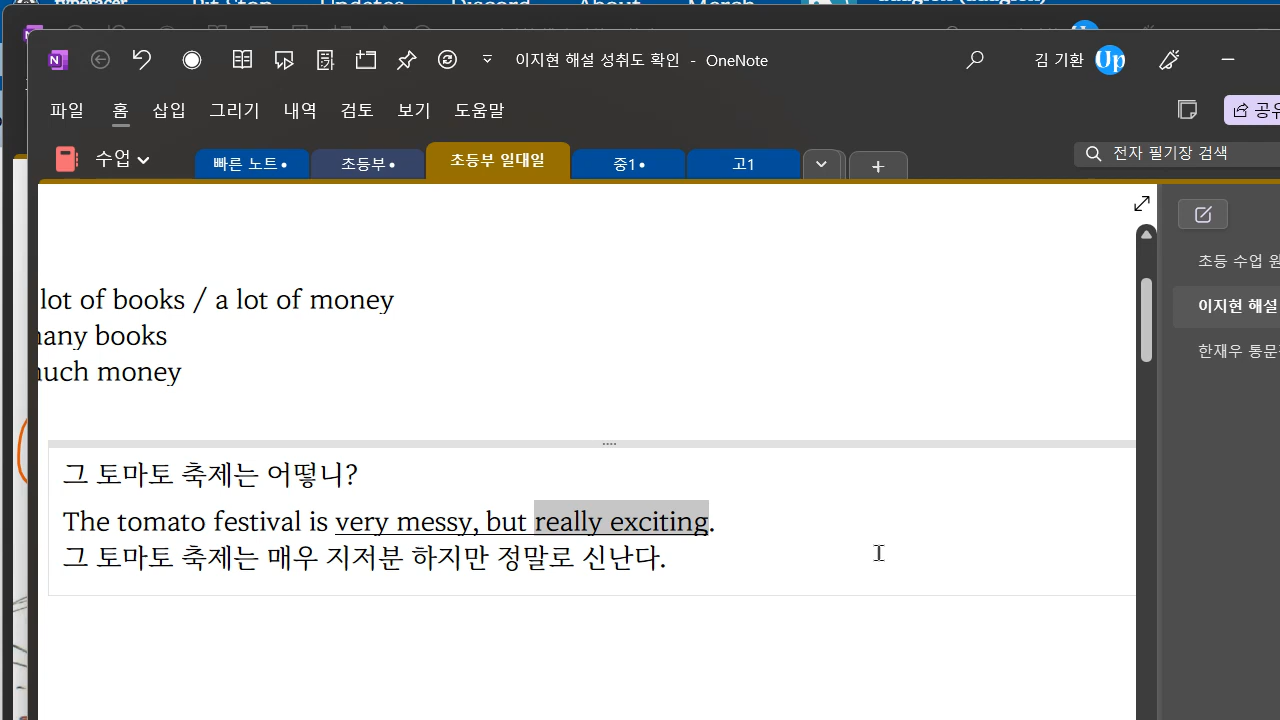 이지현 해설 성취도 확인 - OneNote
김 기환
파일 홈 삽입 그리기 내역 검토 보기 도움말
공유
수업
빠른 노트 초등부 초등부 일대일 중1 고1
전자 필기장 검색
초등 수업
이지현 해설
한재우
lot of books / a lot of money
books
money
그 토마토 축제는 어떻니?
The tomato festival is very messy, but really exciting.
그 토마토 축제는 매우 지저분 하지만 정말로 신난다.